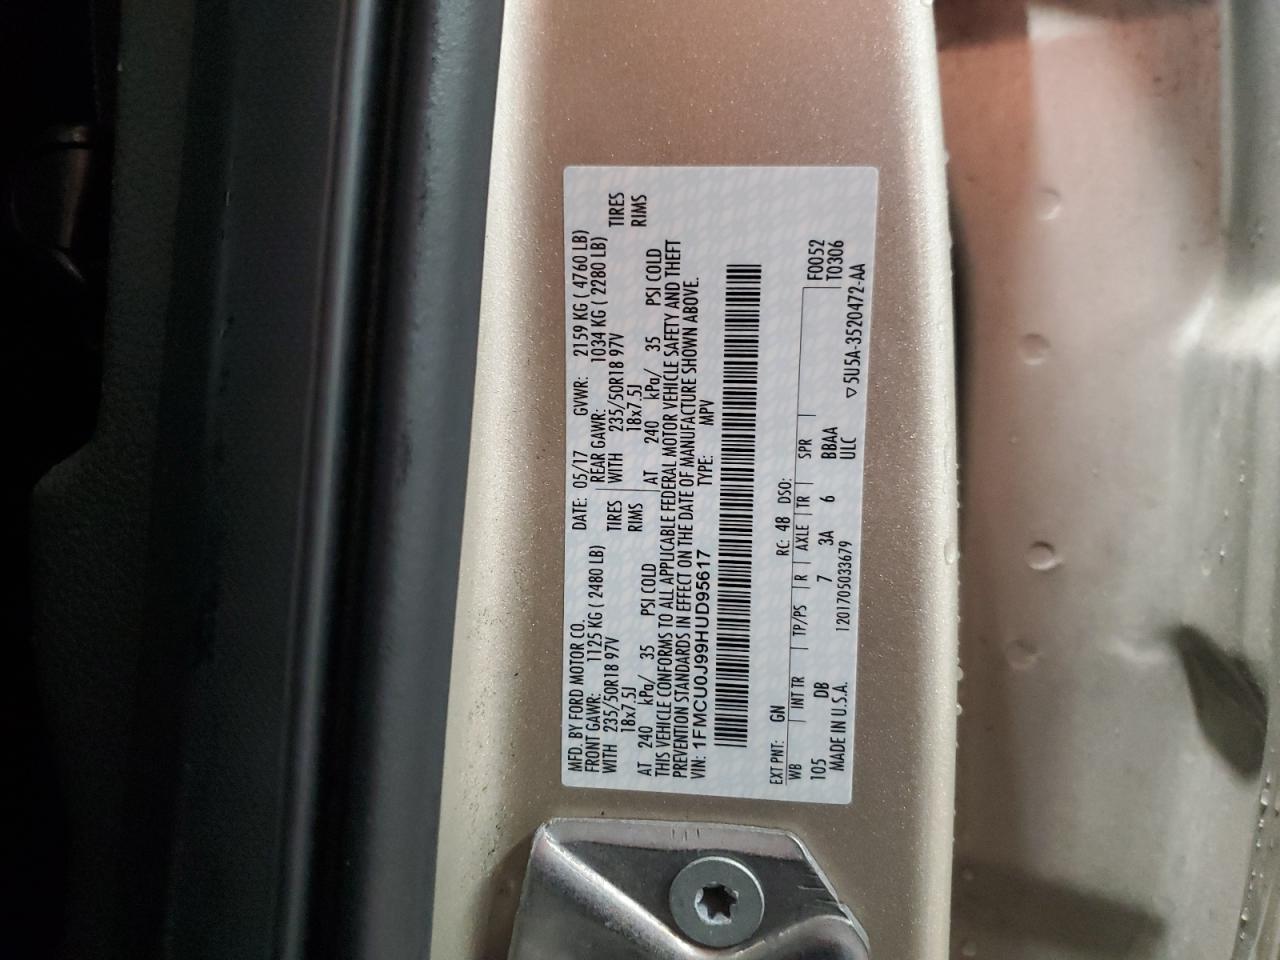 MFD. BY FORD MOTOR CO.
DATE: 05/17 GVWR: 2159 KG ( 4760 LB)
FRONT GAWR: 1125 KG ( 2480 LB) REAR GAWR: 1034 KG ( 2280 LB)
WITH 235/50R18 97V TIRES WITH 235/50R18 97V TIRES
18x7.5J RIMS 18x7.5J RIMS
AT 240 kPa/ 35 PSI COLD AT 240 kPa/ 35 PSI COLD
THIS VEHICLE CONFORMS TO ALL APPLICABLE FEDERAL MOTOR VEHICLE SAFETY AND THEFT
PREVENTION STANDARDS IN EFFECT ON THE DATE OF MANUFACTURE SHOWN ABOVE.
VIN: 1FMCU0J99HUD95617 TYPE: MPV
EXT PNT: GN RC: 48 DSO:
WB INT TR TP/PS R AXLE TR SPR F0052
105 DB 7 3A 6 BBAA T0306
MADE IN U.S.A. 1201705033679 ULC ▽5U5A-3520472-AA